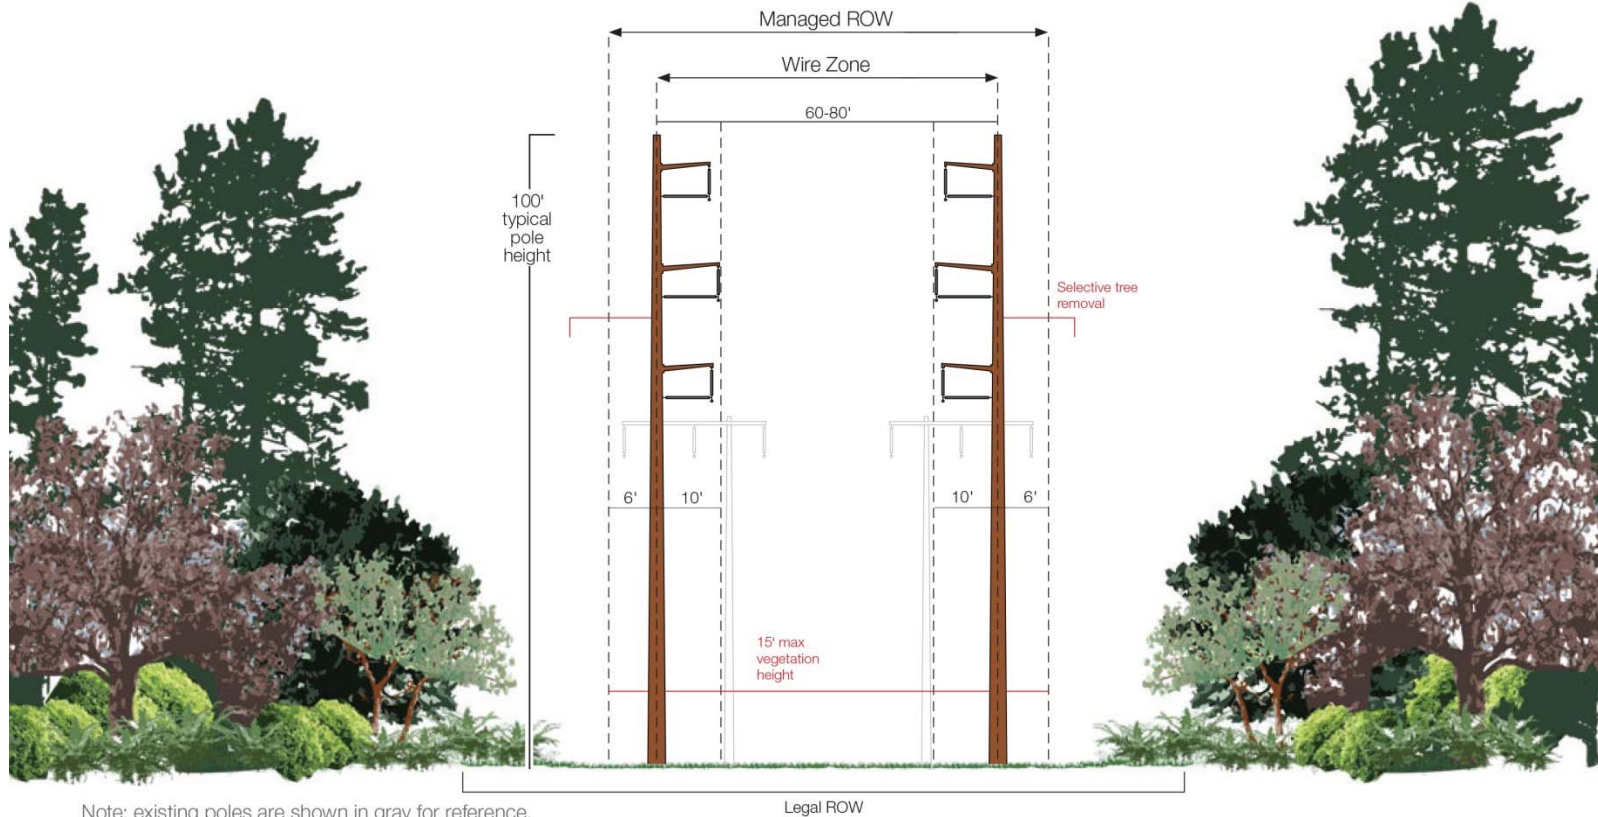 Managed ROW
Wire Zone
60-80'
100'
typical
pole
height
Selective tree
removal
6'
10'
10'
6'
15' max
vegetation
height
Legal ROW
Note: existing poles are shown in gray for reference.